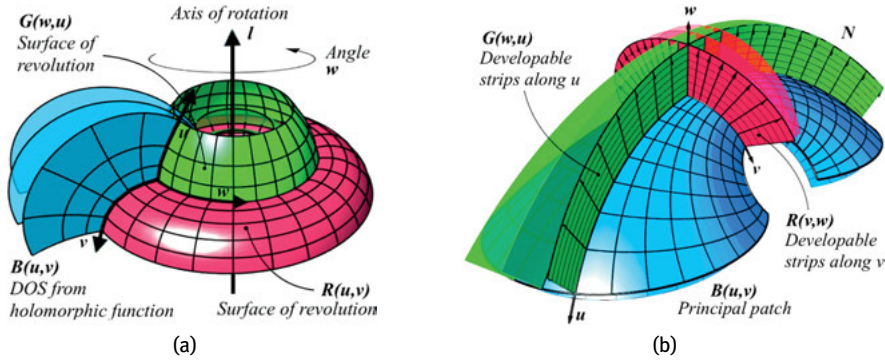 G(w,u)
Surface of
revolution
Axis of rotation
l
Angle
w
u
w
v
B(u,v)
DOS from
holomorphic function
R(u,v)
Surface of revolution
(a)
w
N
G(w,u)
Developable
strips along u
v
R(v,w)
Developable
strips along v
B(u,v)
Principal patch
u
(b)